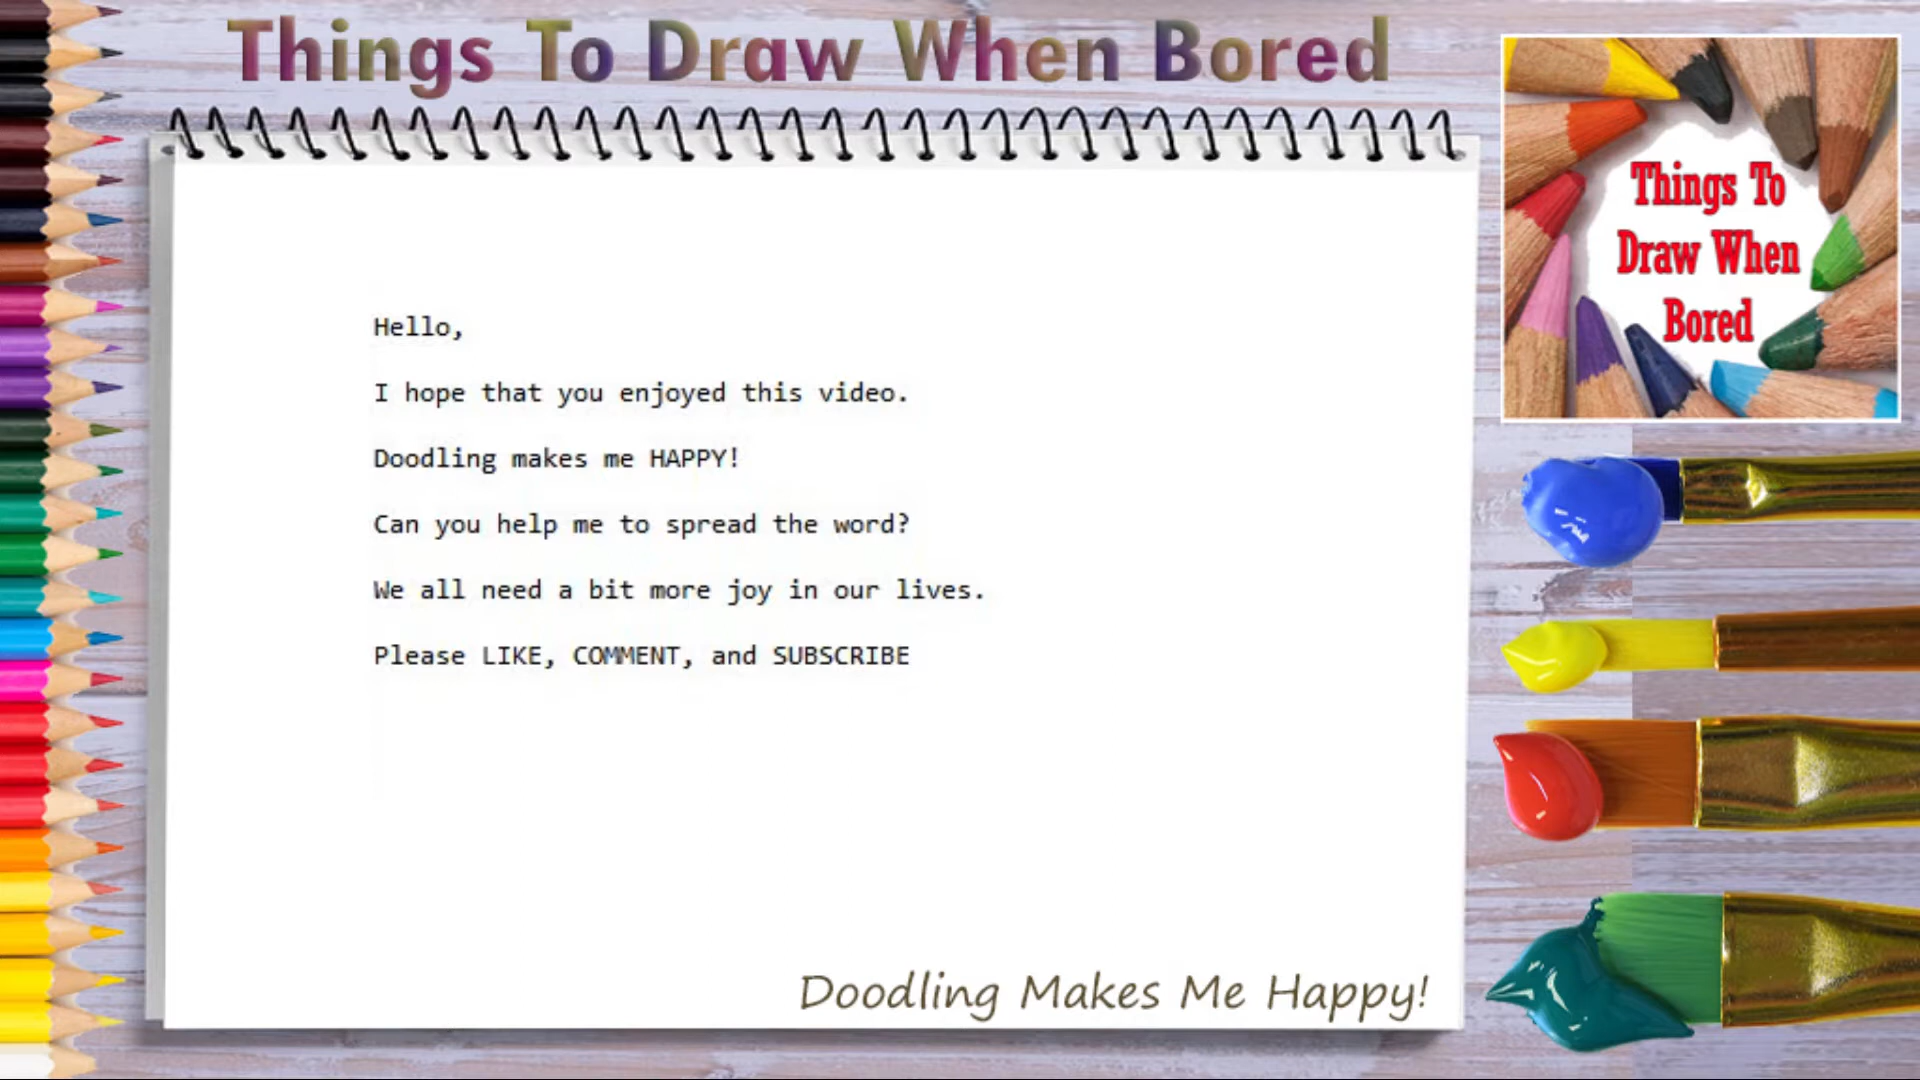 Things To Draw When Bored
Things To
Draw When
Bored
Hello,
I hope that you enjoyed this video.
Doodling makes me HAPPY!
Can you help me to spread the word?
We all need a bit more joy in our lives.
Please LIKE, COMMENT, and SUBSCRIBE
Doodling Makes Me Happy!